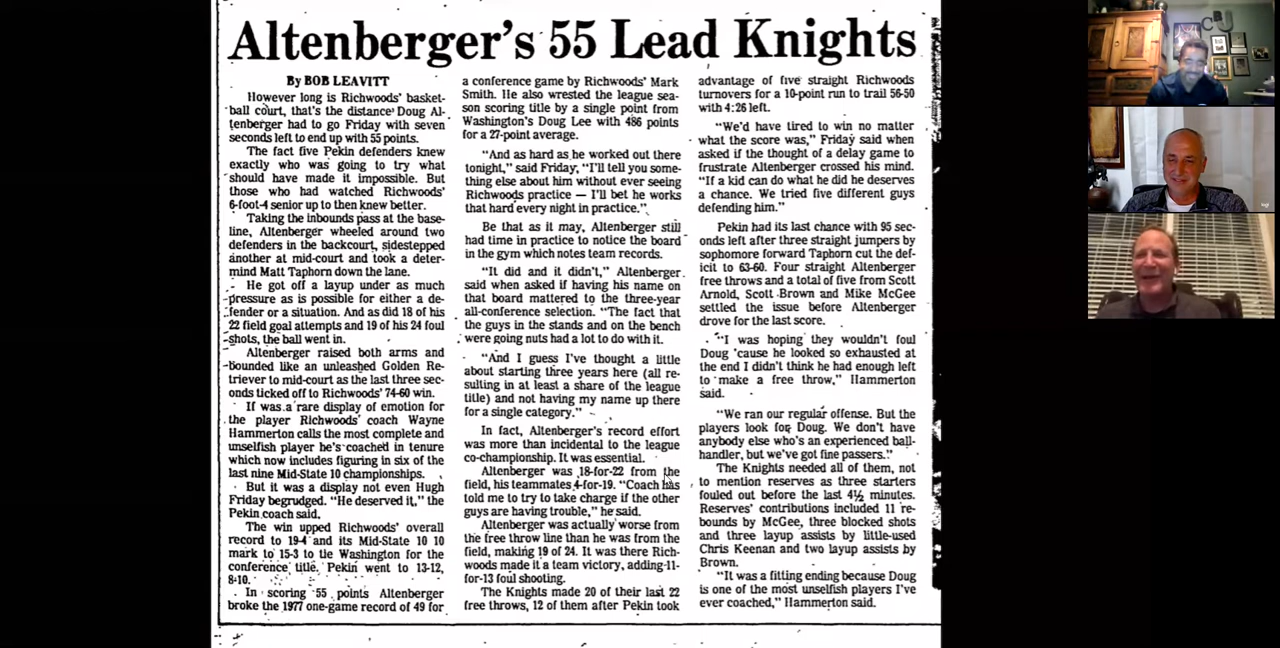 Altenberger's 55 Lead Knights
By BOB LEAVITT
However long is Richwoods' basket-
ball court, that's the distance Doug Al-
tenberger had to go Friday with seven
seconds left to end up with 55 points.
The fact five Pekin defenders knew
exactly who was going to try what
should have made it impossible. But
those who had watched Richwoods'
6-foot-4 senior up to then knew better.
Taking the inbounds pass at the base-
line, Altenberger wheeled around two
defenders in the backcourt, sidestepped
another at mid-court and took a deter-
mind Matt Taphorn down the lane.
He got off a layup under as much
pressure as is possible for either a de-
fender or a situation. And as did 18 of his
22 field goal attempts and 19 of his 24 foul
shots, the ball went in.
Altenberger raised both arms and
bounded like an unleashed Golden Re-
triever to mid-court as the last three sec-
onds ticked off to Richwoods' 74-60 win.
If was a rare display of emotion for
the player Richwoods' coach Wayne
Hammerton calls the most complete and
unselfish player he's coached in tenure
which now includes figuring in six of the
last nine Mid-State 10 championships.
But it was a display not even Hugh
Friday begrudged. "He deserved it," the
Pekin coach said.
The win upped Richwoods' overall
record to 19-4 and its Mid-State 10 10
mark to 15-3 to tie Washington for the
conference title. Pekin went to 13-12,
8-10.
In scoring 55 points Altenberger
broke the 1977 one-game record of 49 for
a conference game by Richwoods' Mark
Smith. He also wrested the league sea-
son scoring title by a single point from
Washington's Doug Lee with 486 points
for a 27-point average.
"And as hard as he worked out there
tonight," said Friday, "I'll tell you some-
thing else about him without ever seeing
Richwoods practice — I'll bet he works
that hard every night in practice."
Be that as it may, Altenberger still
had time in practice to notice the board
in the gym which notes team records.
"It did and it didn't," Altenberger
said when asked if having his name on
that board mattered to the three-year
all-conference selection. "The fact that
the guys in the stands and on the bench
were going nuts had a lot to do with it.
"And I guess I've thought a little
about starting three years here (all re-
sulting in at least a share of the league
title) and not having my name up there
for a single category."
In fact, Altenberger's record effort
was more than incidental to the league
co-championship. It was essential.
Altenberger was 18-for-22 from the
field, his teammates 4-for-19. "Coach has
told me to try to take charge if the other
guys are having trouble," he said.
Altenberger was actually worse from
the free throw line than he was from the
field, making 19 of 24. It was there Rich-
woods made it a team victory, adding 11-
for-13 foul shooting.
The Knights made 20 of their last 22
free throws, 12 of them after Pekin took
advantage of five straight Richwoods
turnovers for a 10-point run to trail 56-50
with 4:26 left.
"We'd have tired to win no matter
what the score was," Friday said when
asked if the thought of a delay game to
frustrate Altenberger crossed his mind.
"If a kid can do what he did he deserves
a chance. We tried five different guys
defending him."
Pekin had its last chance with 95 sec-
onds left after three straight jumpers by
sophomore forward Taphorn cut the def-
icit to 63-60. Four straight Altenberger
free throws and a total of five from Scott
Arnold, Scott Brown and Mike McGee
settled the issue before Altenberger
drove for the last score.
"I was hoping they wouldn't foul
Doug 'cause he looked so exhausted at
the end I didn't think he had enough left
to make a free throw," Hammerton
said.
"We ran our regular offense. But the
players look for Doug. We don't have
anybody else who's an experienced ball-
handler, but we've got fine passers."
The Knights needed all of them, not
to mention reserves as three starters
fouled out before the last 4½ minutes.
Reserves' contributions included 11 re-
bounds by McGee, three blocked shots
and three layup assists by little-used
Chris Keenan and two layup assists by
Brown.
"It was a fitting ending because Doug
is one of the most unselfish players I've
ever coached," Hammerton said.